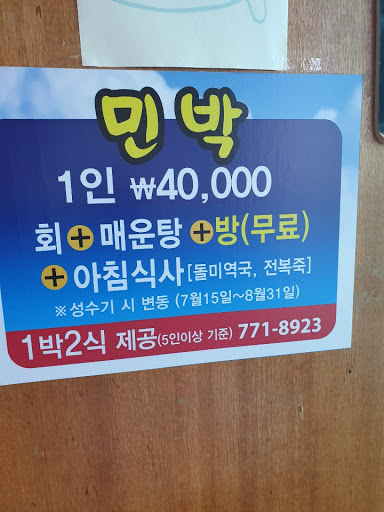 민박
1인 ₩40,000
회+매운탕+방(무료)
+아침식사[돌미역국, 전복죽]
※성수기 시 변동 (7월15일~8월31일)
1박2식 제공(5인이상 기준) 771-8923